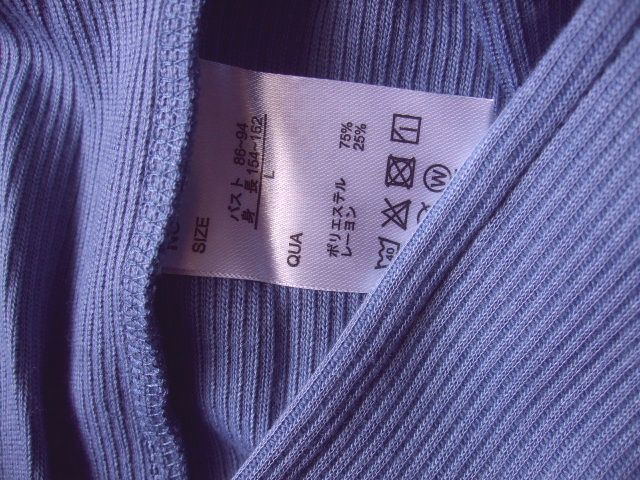 SIZE
バスト 86-94
身 長 154-162
L
QUA
ポリエステル 75%
レーヨン 25%
40
W